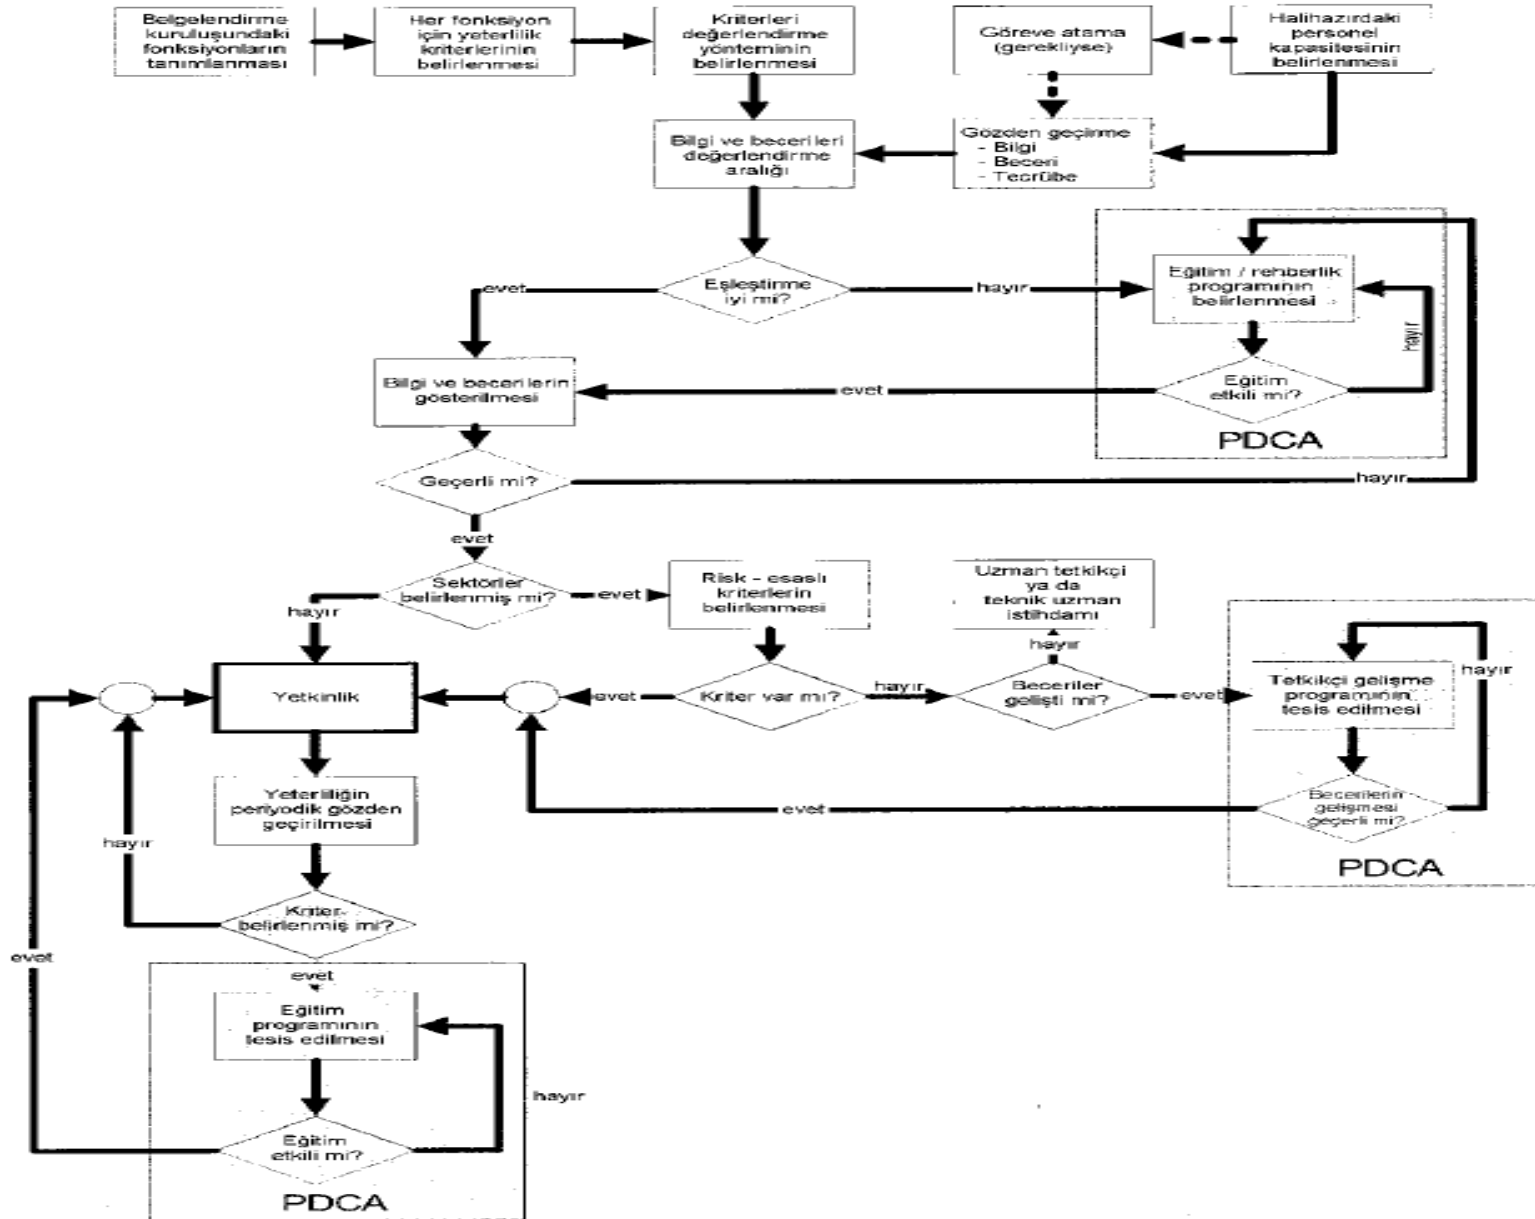 Belgelendirme
kuruluşundaki
fonksiyonların
tanımlanması
Her fonksiyon
için yeterlilik
kriterlerinin
belirlenmesi
Kriterleri
değerlendirme
yönteminin
belirlenmesi
Göreve atama
(gerekliyse)
Halihazırdaki
personel
kapasitesinin
belirlenmesi
Bilgi ve becerileri
değerlendirme
aralığı
Gözden geçirme
- Bilgi
- Beceri
- Tecrübe
Eşleştirme
iyi mi?
evet
hayır
Eğitim / rehberlik
programının
belirlenmesi
hayır
Eğitim
etkili mi?
PDCA
evet
Bilgi ve becerilerin
gösterilmesi
Geçerli mi?
hayır
evet
Sektörler
belirlenmiş mi?
hayır
evet
Risk - esaslı
kriterlerin
belirlenmesi
Uzman tetkikçi
ya da
teknik uzman
istihdamı
hayır
Yetkinlik
evet
Kriter var mı?
hayır
Beceriler
gelişti mi?
evet
Tetkikçi gelişme
programının
tesis edilmesi
hayır
Becerilerin
gelişmesi
geçerli mi?
PDCA
evet
Yeterliliğin
periyodik gözden
geçirilmesi
hayır
Kriter
belirlenmiş mi?
evet
evet
Eğitim
programının
tesis edilmesi
hayır
Eğitim
etkili mi?
PDCA